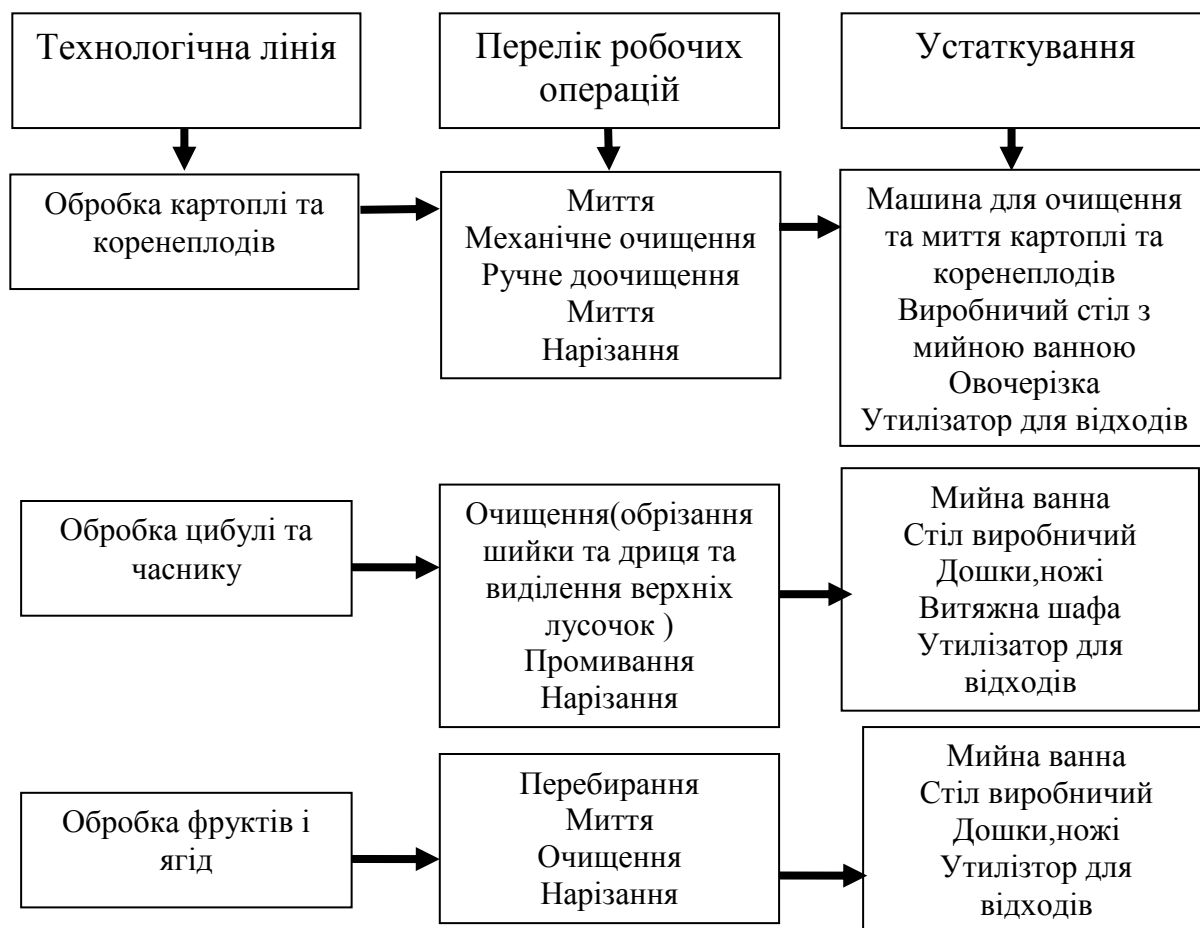 Технологічна лінія
Перелік робочих
операцій
Устаткування
Обробка картоплі та
коренеплодів
Миття
Механічне очищення
Ручне доочищення
Миття
Нарізання
Машина для очищення
та миття картоплі та
коренеплодів
Виробничий стіл з
мийною ванною
Овочерізка
Утилізатор для відходів
Обробка цибулі та
часнику
Очищення(обрізання
шийки та дриця та
виділення верхніх
лусочок )
Промивання
Нарізання
Мийна ванна
Стіл виробничий
Дошки,ножі
Витяжна шафа
Утилізатор для
відходів
Обробка фруктів і
ягід
Перебирання
Миття
Очищення
Нарізання
Мийна ванна
Стіл виробничий
Дошки,ножі
Утилізтор для
відходів